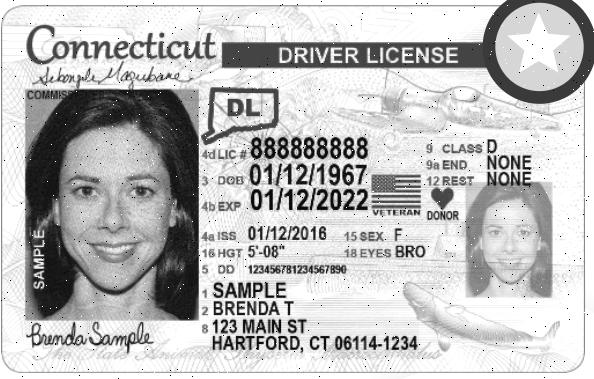 Connecticut DRIVER LICENSE
Sibongile Magubane
DL
4d LIC # 888888888
3 DOB 01/12/1967
4b EXP 01/12/2022
9 CLASS D
9a END NONE
12 REST NONE
VETERAN
DONOR
4a ISS 01/12/2016 15 SEX F
16 HGT 5'-08" 18 EYES BRO
5 DD 123456781234567890
SAMPLE
1 SAMPLE
2 BRENDA T
8 123 MAIN ST
HARTFORD, CT 06114-1234
Brenda Sample